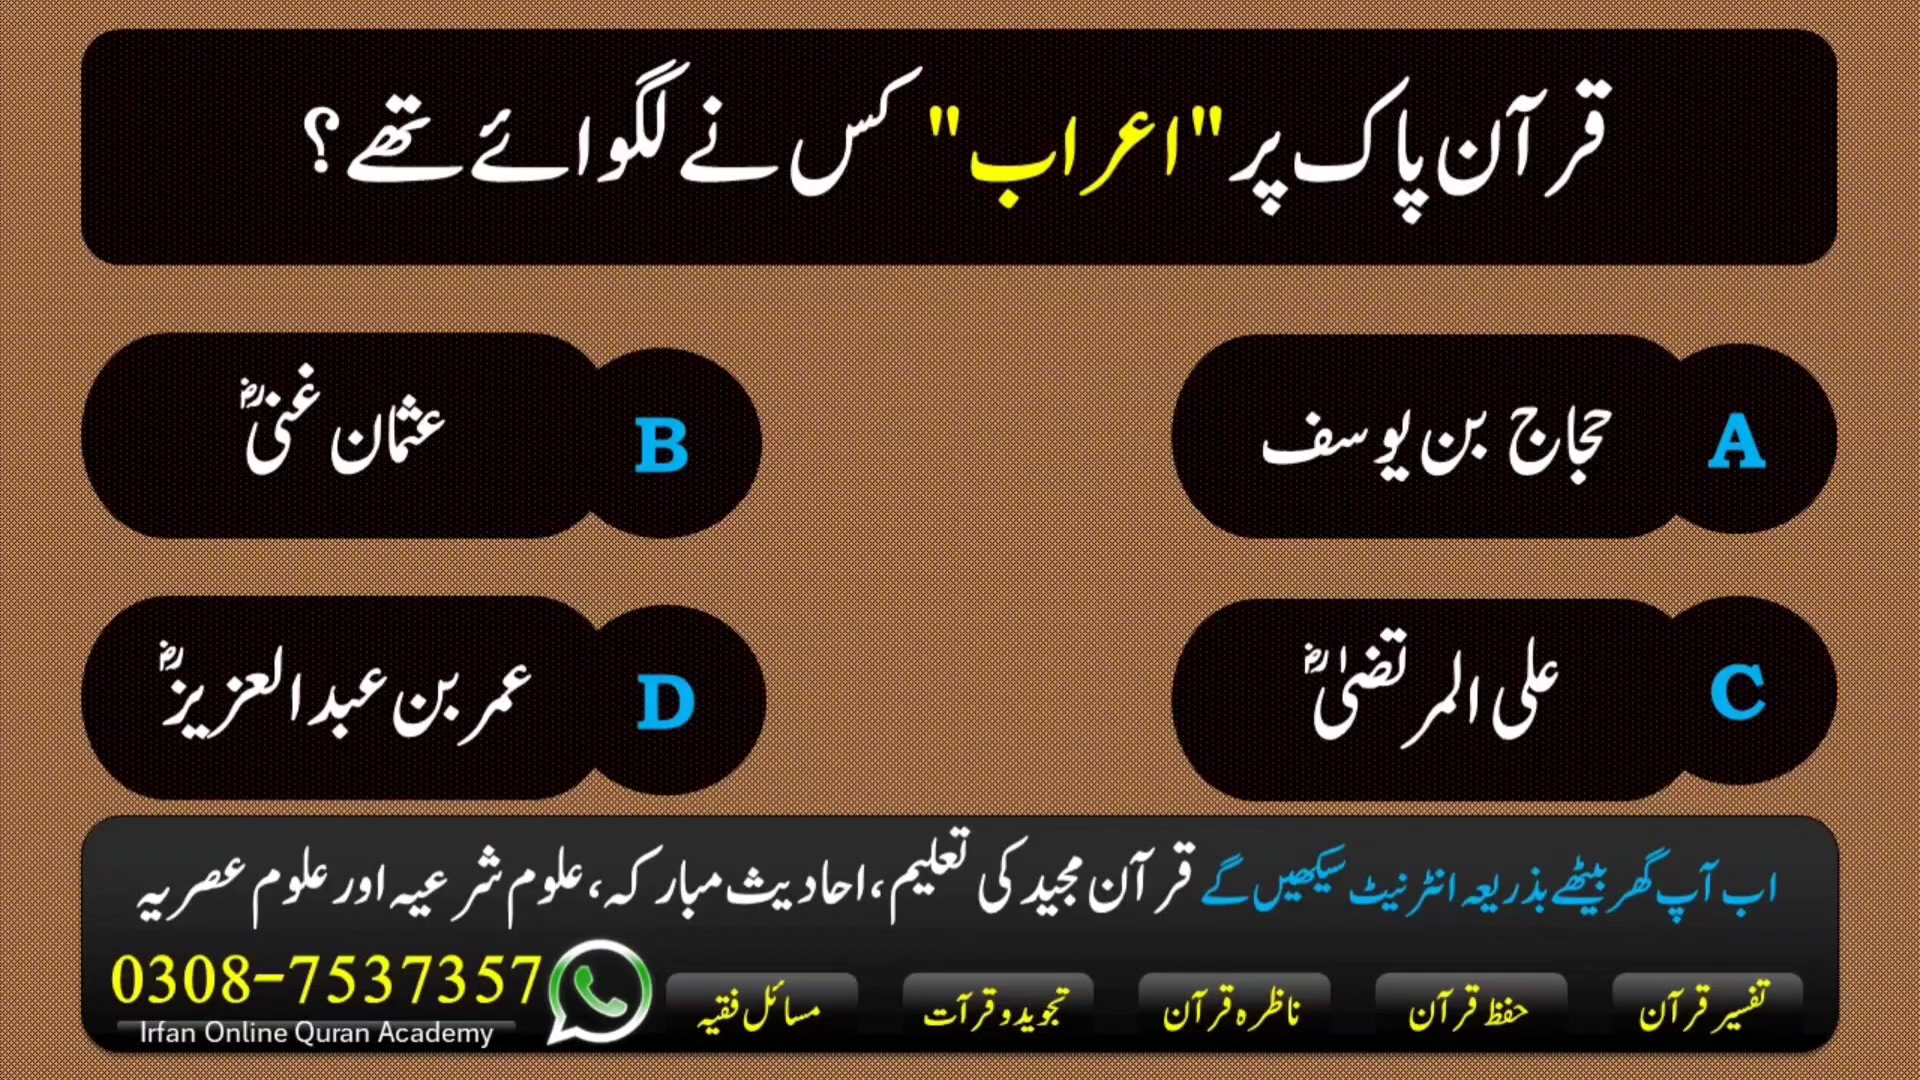 قرآن پاک پر "اعراب" کس نے لگوائے تھے؟
A حجاج بن یوسف
B عثمان غنیؓ
C علی المرتضیٰؓ
D عمر بن عبدالعزیزؓ
اب آپ گھر بیٹھے بذریعہ انٹرنیٹ سیکھیں گے قرآن مجید کی تعلیم، احادیث مبارکہ، علوم شرعیہ اور علوم عصریہ
تفسیر قرآن
حفظ قرآن
ناظرہ قرآن
تجوید و قرآت
مسائل فقیہ
0308-7537357
Irfan Online Quran Academy